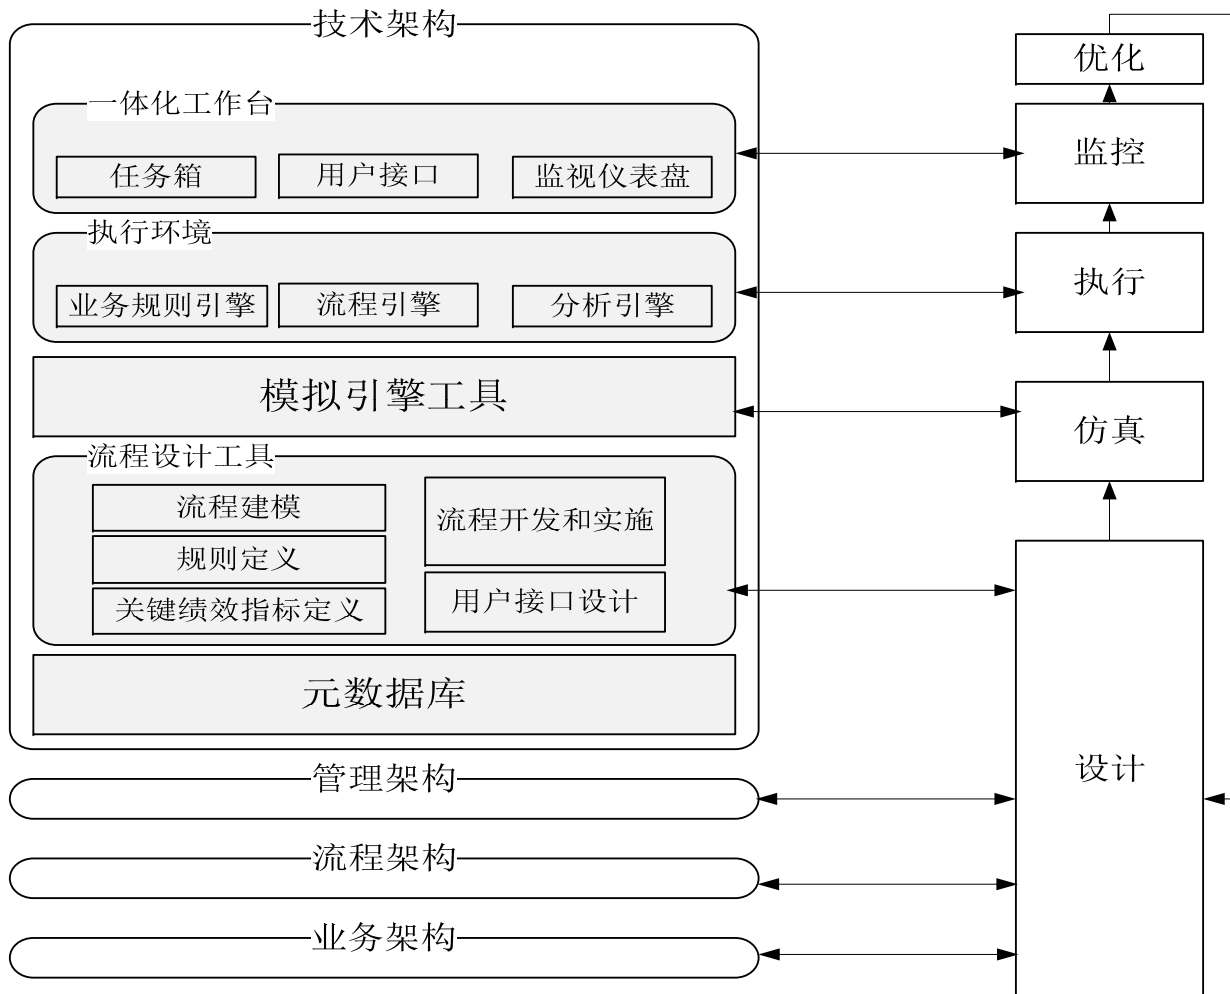 技术架构
一体化工作台
任务箱
用户接口
监视仪表盘
执行环境
业务规则引擎
流程引擎
分析引擎
模拟引擎工具
流程设计工具
流程建模
规则定义
关键绩效指标定义
流程开发和实施
用户接口设计
元数据库
管理架构
流程架构
业务架构
优化
监控
执行
仿真
设计